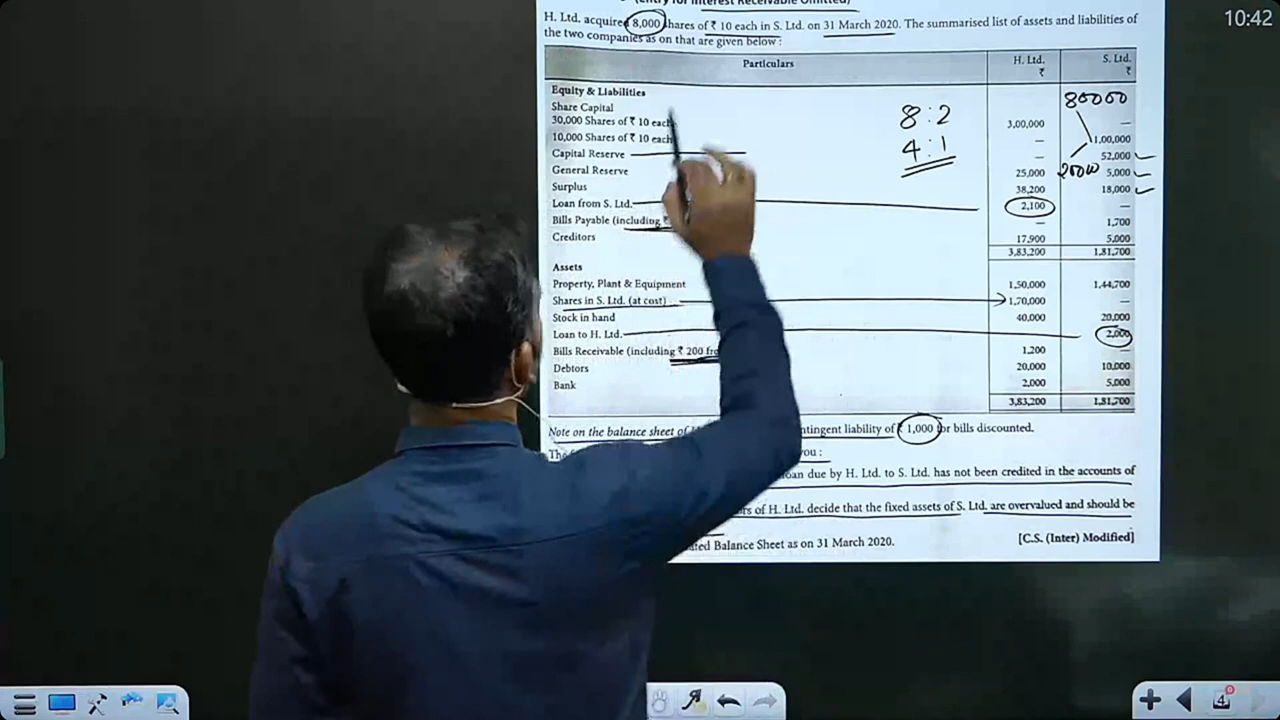 10:42
(Entry for Interest Receivable Omitted)
H. Ltd. acquired 8,000 shares of ₹ 10 each in S. Ltd. on 31 March 2020. The summarised list of assets and liabilities of
the two companies as on that are given below :
Particulars H. Ltd. ₹ S. Ltd. ₹
Equity & Liabilities
80000
Share Capital
8:2
30,000 Shares of ₹ 10 each 3,00,000 —
10,000 Shares of ₹ 10 each — 1,00,000
4:1
Capital Reserve — 52,000
General Reserve 25,000 20000 5,000
Surplus 38,200 18,000
Loan from S. Ltd. 2,100 —
Bills Payable (including ₹ — 1,700
Creditors 17,900 5,000
3,83,200 1,81,700
Assets
Property, Plant & Equipment 1,50,000 1,44,700
Shares in S. Ltd. (at cost) 1,70,000 —
Stock in hand 40,000 20,000
Loan to H. Ltd. 2,000
Bills Receivable (including ₹ 200 1,200 —
Debtors 20,000 10,000
Bank 2,000 5,000
3,83,200 1,81,700
Note on the balance sheet of contingent liability of ₹ 1,000 for bills discounted.
you :
loan due by H. Ltd. to S. Ltd. has not been credited in the accounts of
of H. Ltd. decide that the fixed assets of S. Ltd. are overvalued and should be
Balance Sheet as on 31 March 2020. [C.S. (Inter) Modified]
4